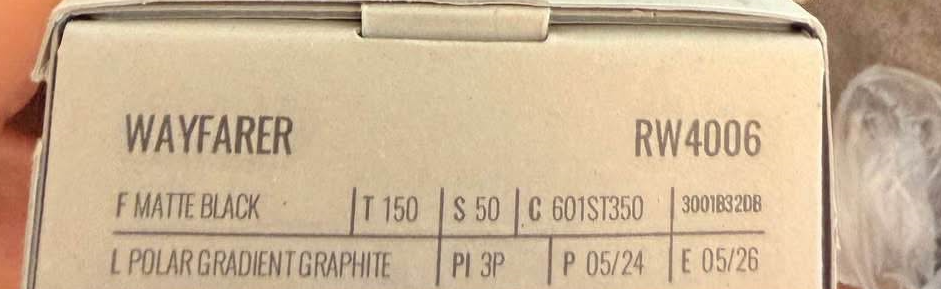 WAYFARER RW4006
F MATTE BLACK T 150 S 50 C 601ST350 3001B32DB
L POLAR GRADIENT GRAPHITE PI 3P P 05/24 E 05/26